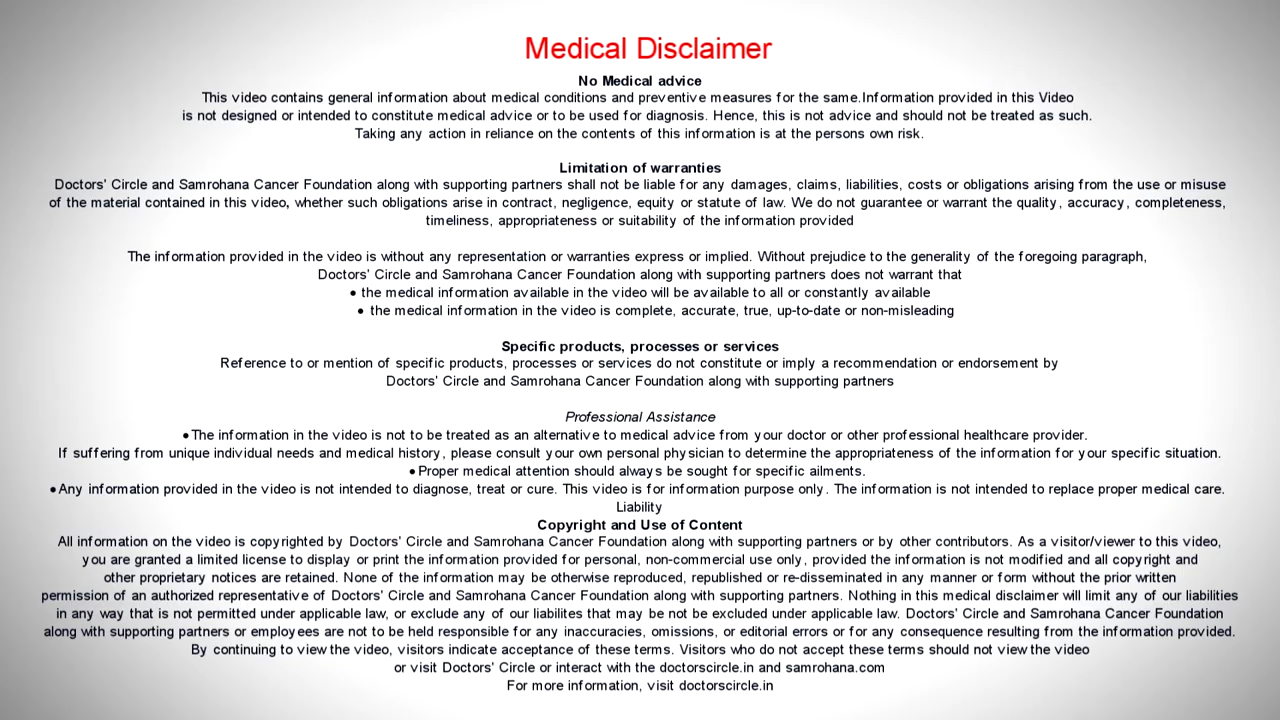 Medical Disclaimer
No Medical advice
This video contains general information about medical conditions and preventive measures for the same.Information provided in this Video
is not designed or intended to constitute medical advice or to be used for diagnosis. Hence, this is not advice and should not be treated as such.
Taking any action in reliance on the contents of this information is at the persons own risk.
Limitation of warranties
Doctors' Circle and Samrohana Cancer Foundation along with supporting partners shall not be liable for any damages, claims, liabilities, costs or obligations arising from the use or misuse
of the material contained in this video, whether such obligations arise in contract, negligence, equity or statute of law. We do not guarantee or warrant the quality, accuracy, completeness,
timeliness, appropriateness or suitability of the information provided
The information provided in the video is without any representation or warranties express or implied. Without prejudice to the generality of the foregoing paragraph,
Doctors' Circle and Samrohana Cancer Foundation along with supporting partners does not warrant that
• the medical information available in the video will be available to all or constantly available
• the medical information in the video is complete, accurate, true, up-to-date or non-misleading
Specific products, processes or services
Reference to or mention of specific products, processes or services do not constitute or imply a recommendation or endorsement by
Doctors' Circle and Samrohana Cancer Foundation along with supporting partners
Professional Assistance
•The information in the video is not to be treated as an alternative to medical advice from your doctor or other professional healthcare provider.
If suffering from unique individual needs and medical history, please consult your own personal physician to determine the appropriateness of the information for your specific situation.
•Proper medical attention should always be sought for specific ailments.
•Any information provided in the video is not intended to diagnose, treat or cure. This video is for information purpose only. The information is not intended to replace proper medical care.
Liability
Copyright and Use of Content
All information on the video is copyrighted by Doctors' Circle and Samrohana Cancer Foundation along with supporting partners or by other contributors. As a visitor/viewer to this video,
you are granted a limited license to display or print the information provided for personal, non-commercial use only, provided the information is not modified and all copyright and
other proprietary notices are retained. None of the information may be otherwise reproduced, republished or re-disseminated in any manner or form without the prior written
permission of an authorized representative of Doctors' Circle and Samrohana Cancer Foundation along with supporting partners. Nothing in this medical disclaimer will limit any of our liabilities
in any way that is not permitted under applicable law, or exclude any of our liabilites that may be not be excluded under applicable law. Doctors' Circle and Samrohana Cancer Foundation
along with supporting partners or employees are not to be held responsible for any inaccuracies, omissions, or editorial errors or for any consequence resulting from the information provided.
By continuing to view the video, visitors indicate acceptance of these terms. Visitors who do not accept these terms should not view the video
or visit Doctors' Circle or interact with the doctorscircle.in and samrohana.com
For more information, visit doctorscircle.in